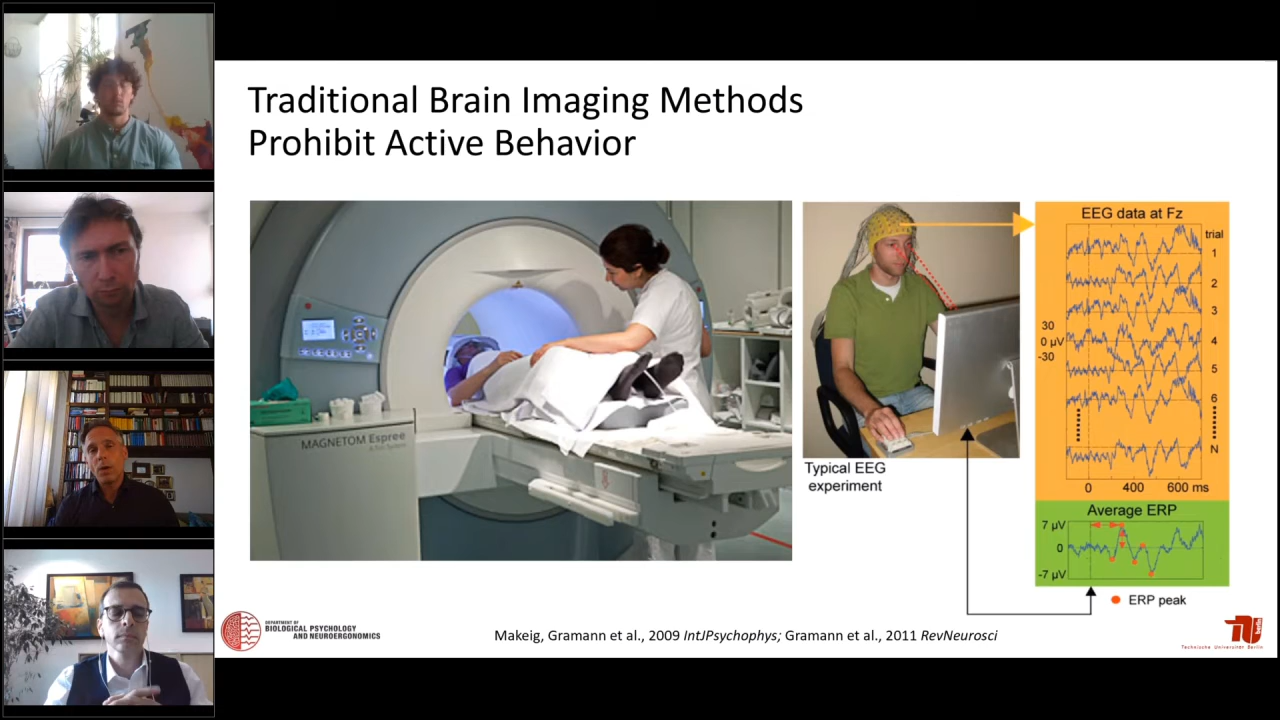 Traditional Brain Imaging Methods
Prohibit Active Behavior
MAGNETOM Espree
Typical EEG
experiment
EEG data at Fz
trial
1
2
3
30
0 µV
-30
4
5
6
N
0 400 600 ms
Average ERP
7 µV
0
-7 µV
ERP peak
DEPARTMENT OF
BIOLOGICAL PSYCHOLOGY
AND NEUROERGONOMICS
Makeig, Gramann et al., 2009 IntJPsychophys; Gramann et al., 2011 RevNeurosci
Technische Universität Berlin